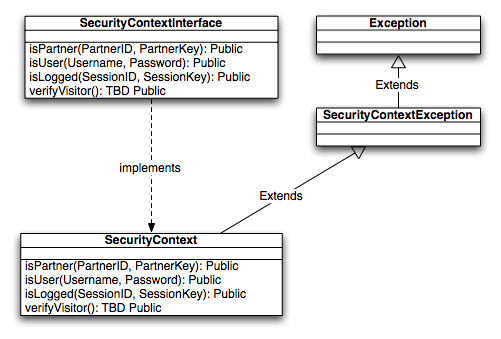 SecurityContextInterface
isPartner(PartnerID, PartnerKey): Public
isUser(Username, Password): Public
isLogged(SessionID, SessionKey): Public
verifyVisitor(): TBD Public
Exception
Extends
SecurityContextException
implements
Extends
SecurityContext
isPartner(PartnerID, PartnerKey): Public
isUser(Username, Password): Public
isLogged(SessionID, SessionKey): Public
verifyVisitor(): TBD Public